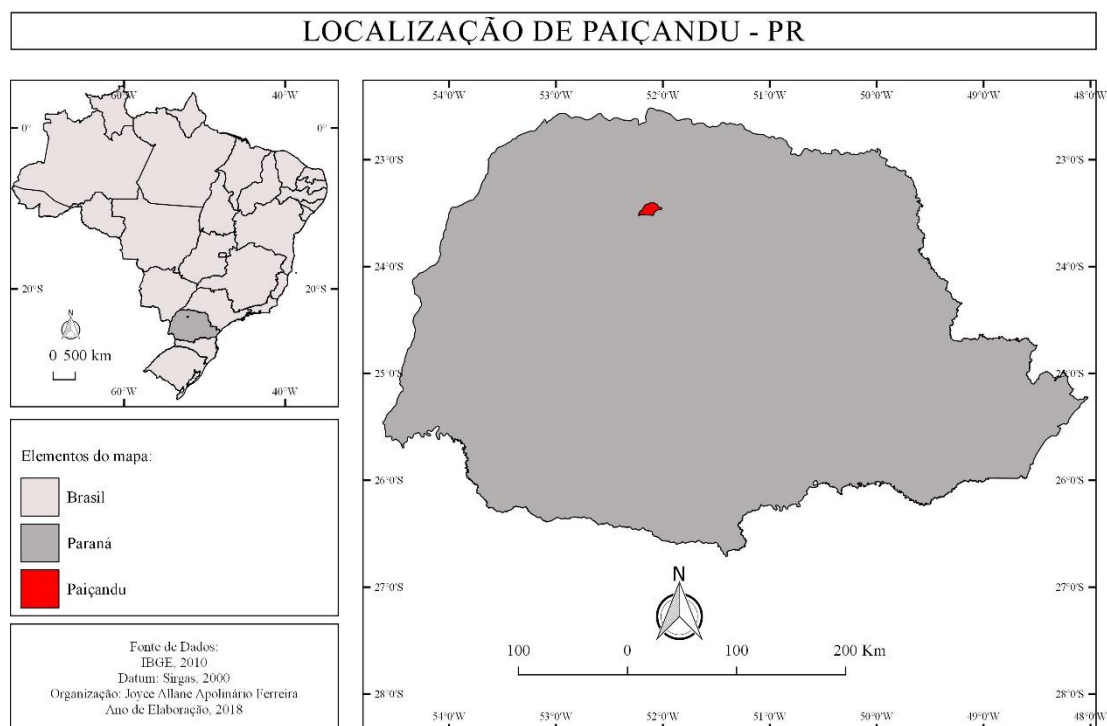 LOCALIZAÇÃO DE PAIÇANDU - PR
60°W 40°W
0° 0°
20°S 20°S
N
0 500 km
60°W 40°W
Elementos do mapa:
Brasil
Paraná
Paiçandu
Fonte de Dados:
IBGE, 2010
Datum: Sirgas, 2000
Organização: Joyce Allane Apolinário Ferreira
Ano de Elaboração, 2018
54°0'W 53°0'W 52°0'W 51°0'W 50°0'W 49°0'W 48°0'W
23°0'S 23°0'S
24°0'S 24°0'S
25°0'S 25°0'S
26°0'S 26°0'S
27°0'S 27°0'S
N
100 0 100 200 Km
28°0'S 28°0'S
54°0'W 53°0'W 52°0'W 51°0'W 50°0'W 49°0'W 48°0'W